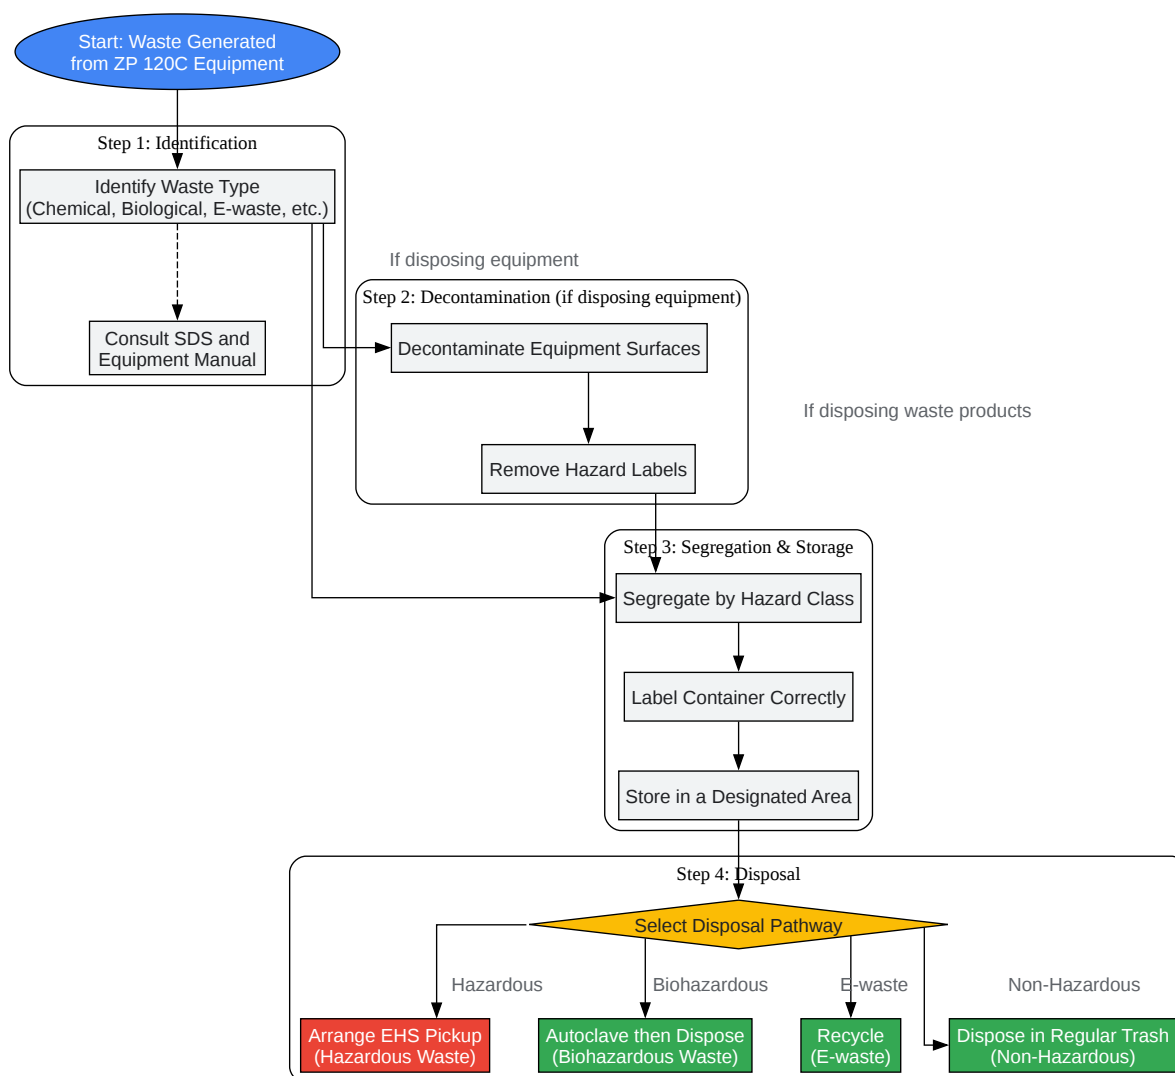 Start: Waste Generated
from ZP 120C Equipment
Step 1: Identification
Identify Waste Type
(Chemical, Biological, E-waste, etc.)
Consult SDS and
Equipment Manual
If disposing equipment
Step 2: Decontamination (if disposing equipment)
Decontaminate Equipment Surfaces
Remove Hazard Labels
If disposing waste products
Step 3: Segregation & Storage
Segregate by Hazard Class
Label Container Correctly
Store in a Designated Area
Step 4: Disposal
Select Disposal Pathway
Hazardous
Biohazardous
E-waste
Non-Hazardous
Arrange EHS Pickup
(Hazardous Waste)
Autoclave then Dispose
(Biohazardous Waste)
Recycle
(E-waste)
Dispose in Regular Trash
(Non-Hazardous)